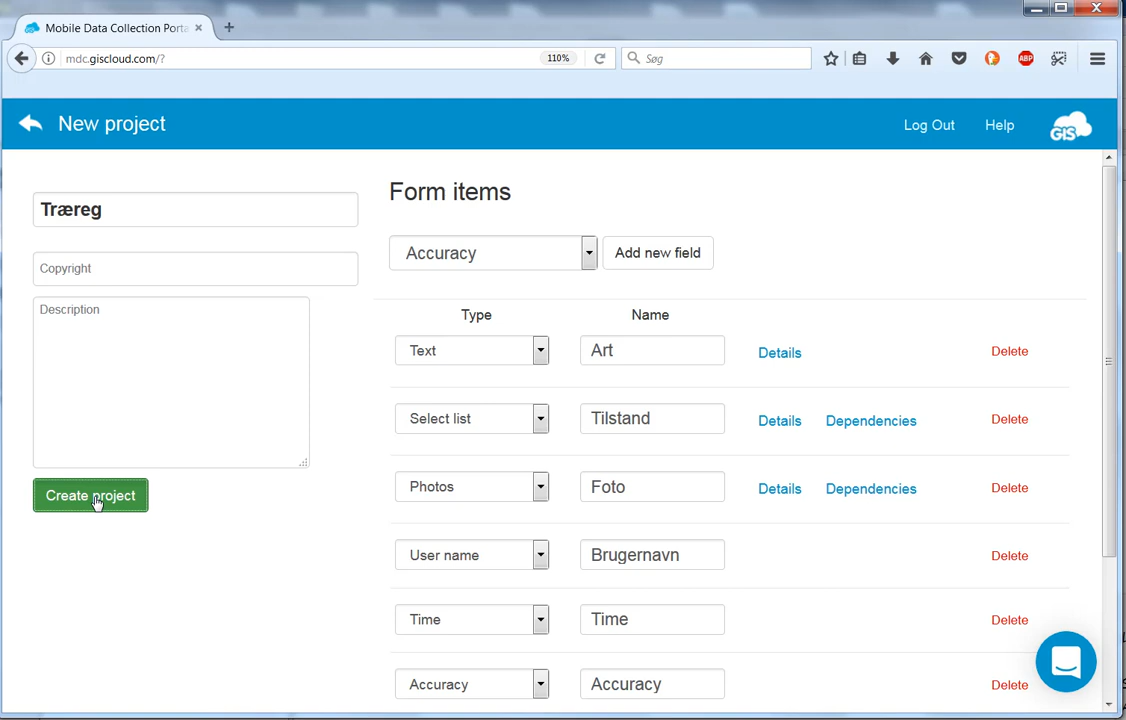 Mobile Data Collection Porta
mdc.giscloud.com/?
110%
Søg
ABP
New project
Log Out
Help
GIS
Træreg
Copyright
Description
Create project
Form items
Accuracy
Add new field
Type Name
Text Art Details Delete
Select list Tilstand Details Dependencies Delete
Photos Foto Details Dependencies Delete
User name Brugernavn Delete
Time Time Delete
Accuracy Accuracy Delete